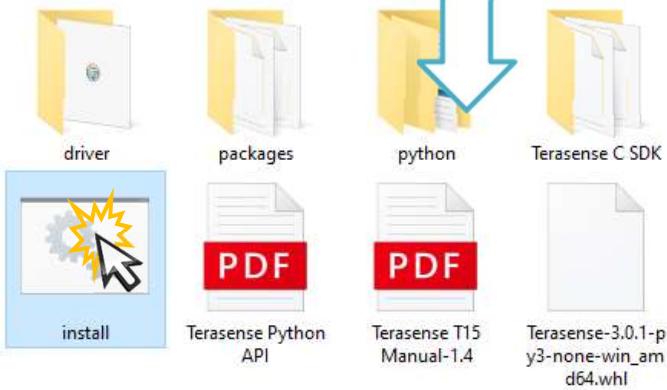 driver
packages
python
Terasense C SDK
PDF
PDF
install
Terasense Python
API
Terasense T15
Manual-1.4
Terasense-3.0.1-p
y3-none-win_am
d64.whl